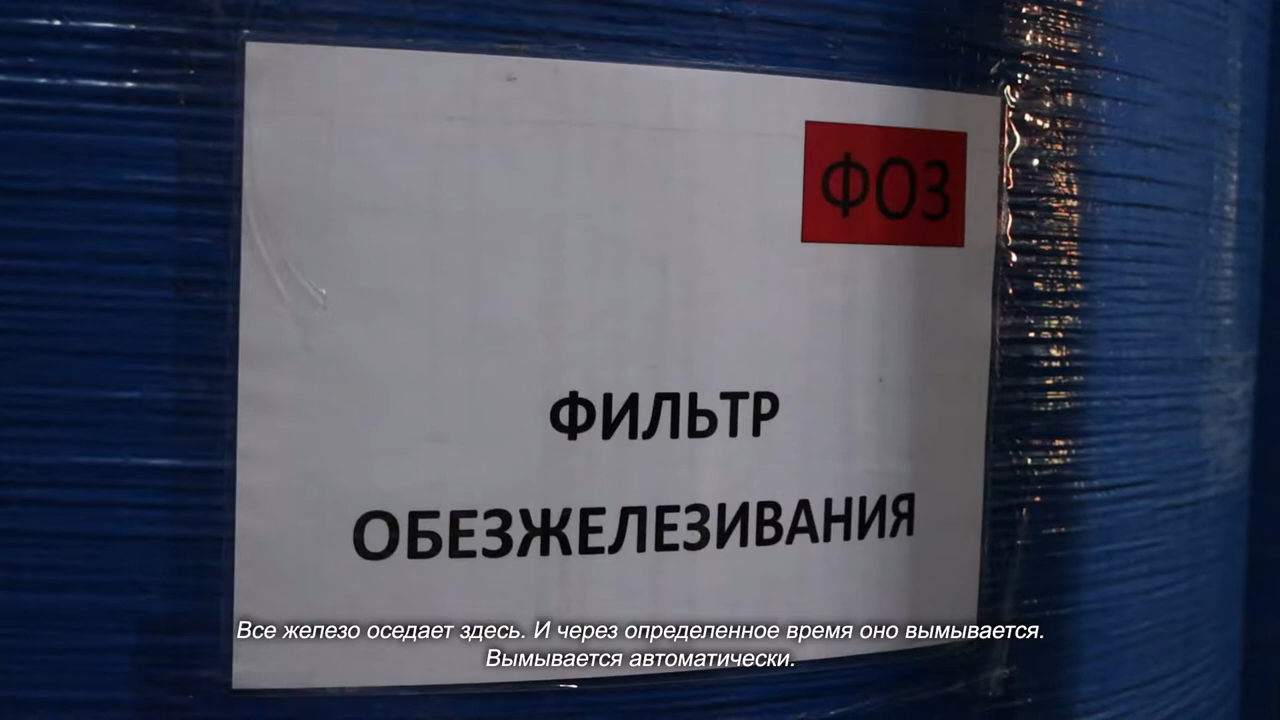 ФОЗ
ФИЛЬТР
ОБЕЗЖЕЛЕЗИВАНИЯ
Все железо оседает здесь. И через определенное время оно вымывается.
Вымывается автоматически.